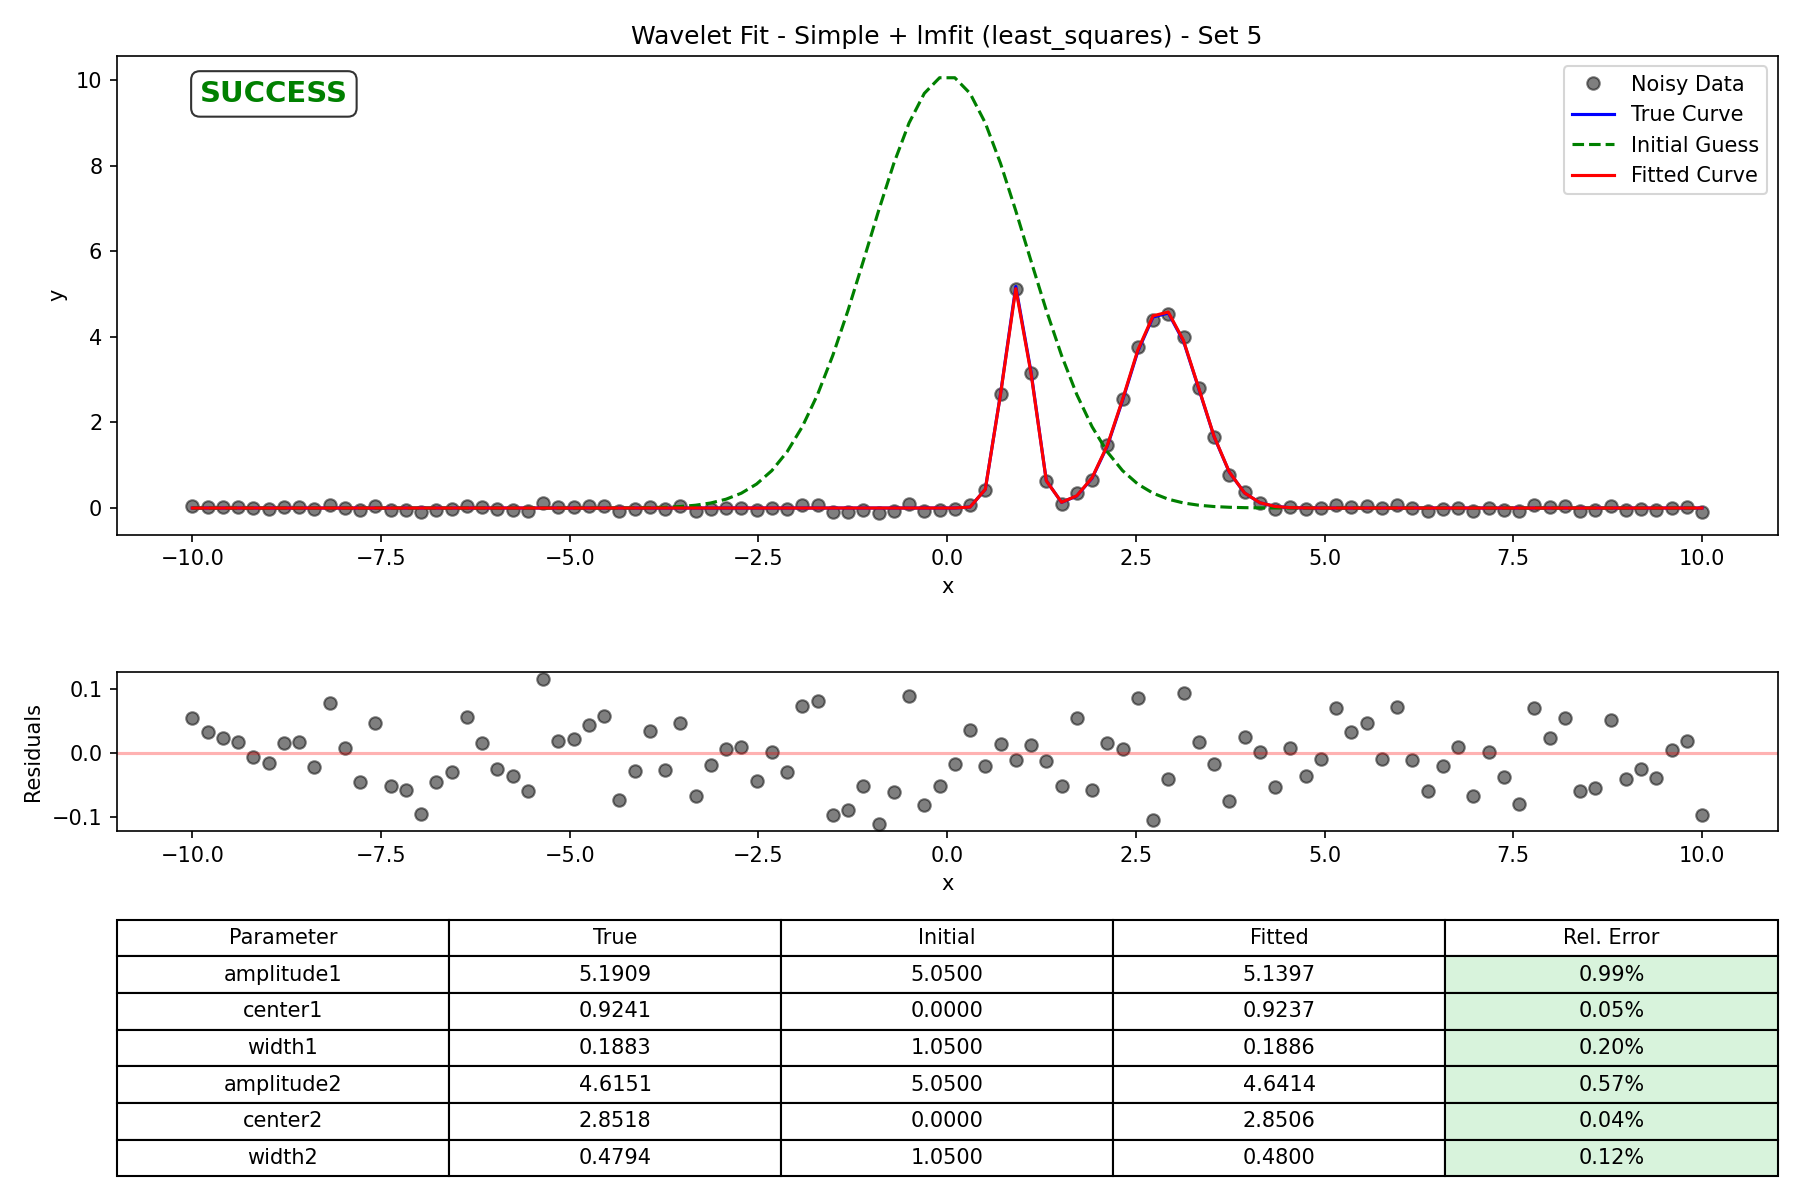 Wavelet Fit - Simple + lmfit (least_squares) - Set 5
SUCCESS
Noisy Data
True Curve
Initial Guess
Fitted Curve
y
10
8
6
4
2
0
−10.0 −7.5 −5.0 −2.5 0.0 2.5 5.0 7.5 10.0
x
Residuals
0.1
0.0
−0.1
−10.0 −7.5 −5.0 −2.5 0.0 2.5 5.0 7.5 10.0
x
Parameter True Initial Fitted Rel. Error
amplitude1 5.1909 5.0500 5.1397 0.99%
center1 0.9241 0.0000 0.9237 0.05%
width1 0.1883 1.0500 0.1886 0.20%
amplitude2 4.6151 5.0500 4.6414 0.57%
center2 2.8518 0.0000 2.8506 0.04%
width2 0.4794 1.0500 0.4800 0.12%